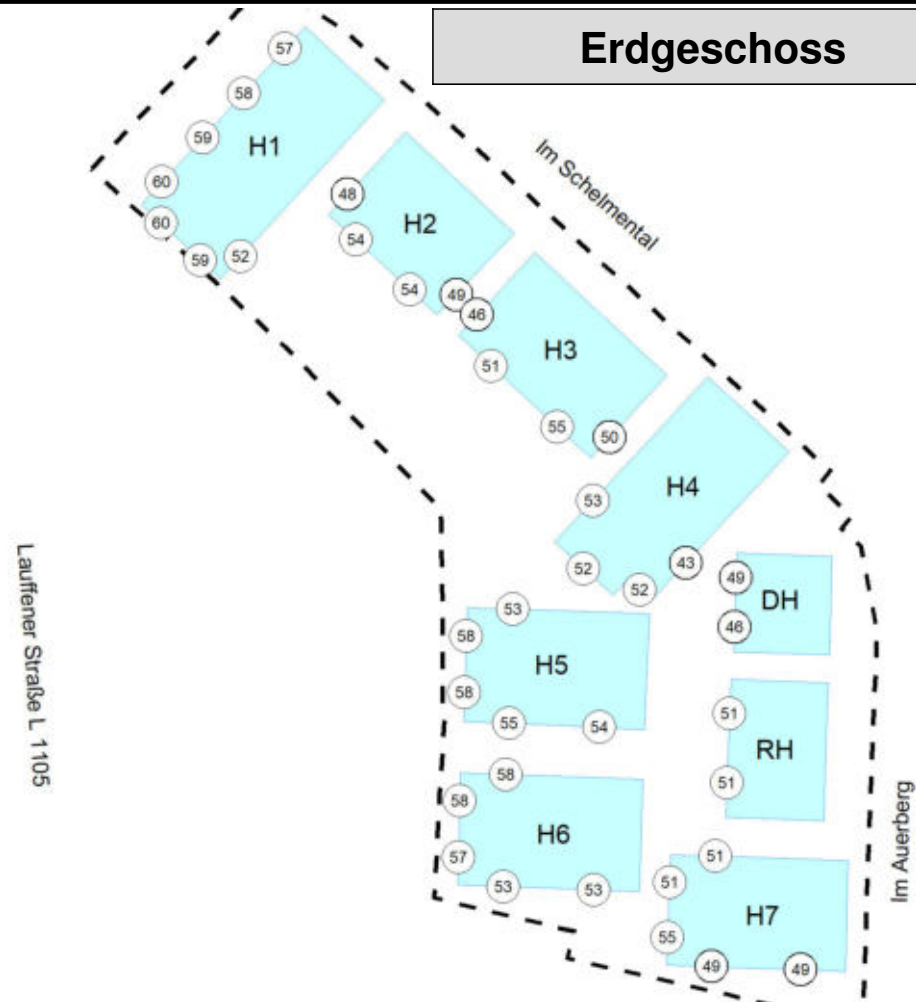 Erdgeschoss
57
58
H1
59
60
60
59
52
Im Schelmental
48
H2
54
54
49
46
H3
51
55
50
H4
53
52
52
43
49
DH
46
53
58
H5
58
55
54
51
RH
51
58
58
H6
57
53
53
51
51
H7
55
49
49
Lauffener Straße L 1105
Im Auerberg